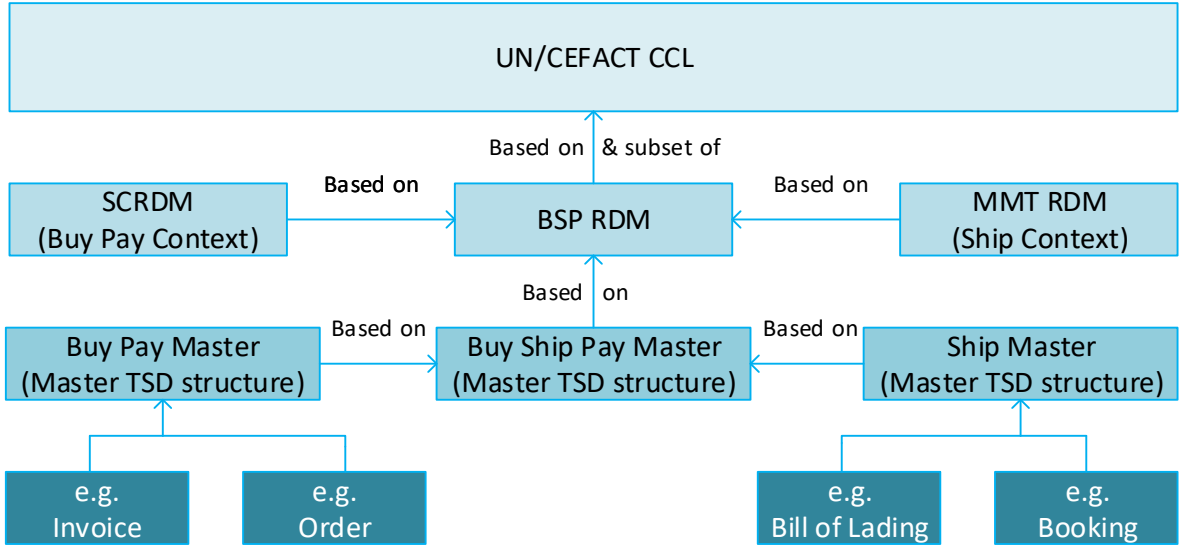 UN/CEFACT CCL
Based on & subset of
SCRDM
(Buy Pay Context)
Based on
BSP RDM
Based on
MMT RDM
(Ship Context)
Based on
Buy Pay Master
(Master TSD structure)
Based on
Buy Ship Pay Master
(Master TSD structure)
Based on
Ship Master
(Master TSD structure)
e.g.
Invoice
e.g.
Order
e.g.
Bill of Lading
e.g.
Booking